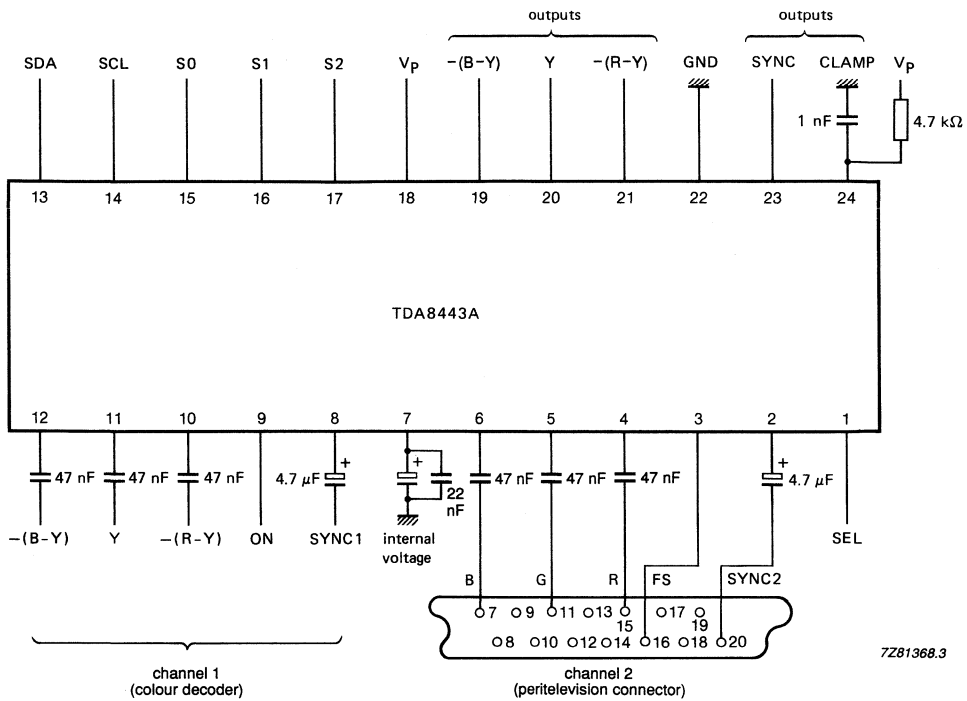 outputs outputs
SDA SCL S0 S1 S2 VP –(B–Y) Y –(R–Y) GND SYNC CLAMP VP
1 nF 4.7 kΩ
13 14 15 16 17 18 19 20 21 22 23 24
TDA8443A
12 11 10 9 8 7 6 5 4 3 2 1
+ + +
47 nF 47 nF 47 nF 4.7 µF 22 nF 47 nF 47 nF 47 nF 4.7 µF
–(B–Y) Y –(R–Y) ON SYNC1 internal voltage SEL
B G R FS SYNC2
7 9 11 13 15 17 19
8 10 12 14 16 18 20
7Z81368.3
channel 1
(colour decoder)
channel 2
(peritelevision connector)